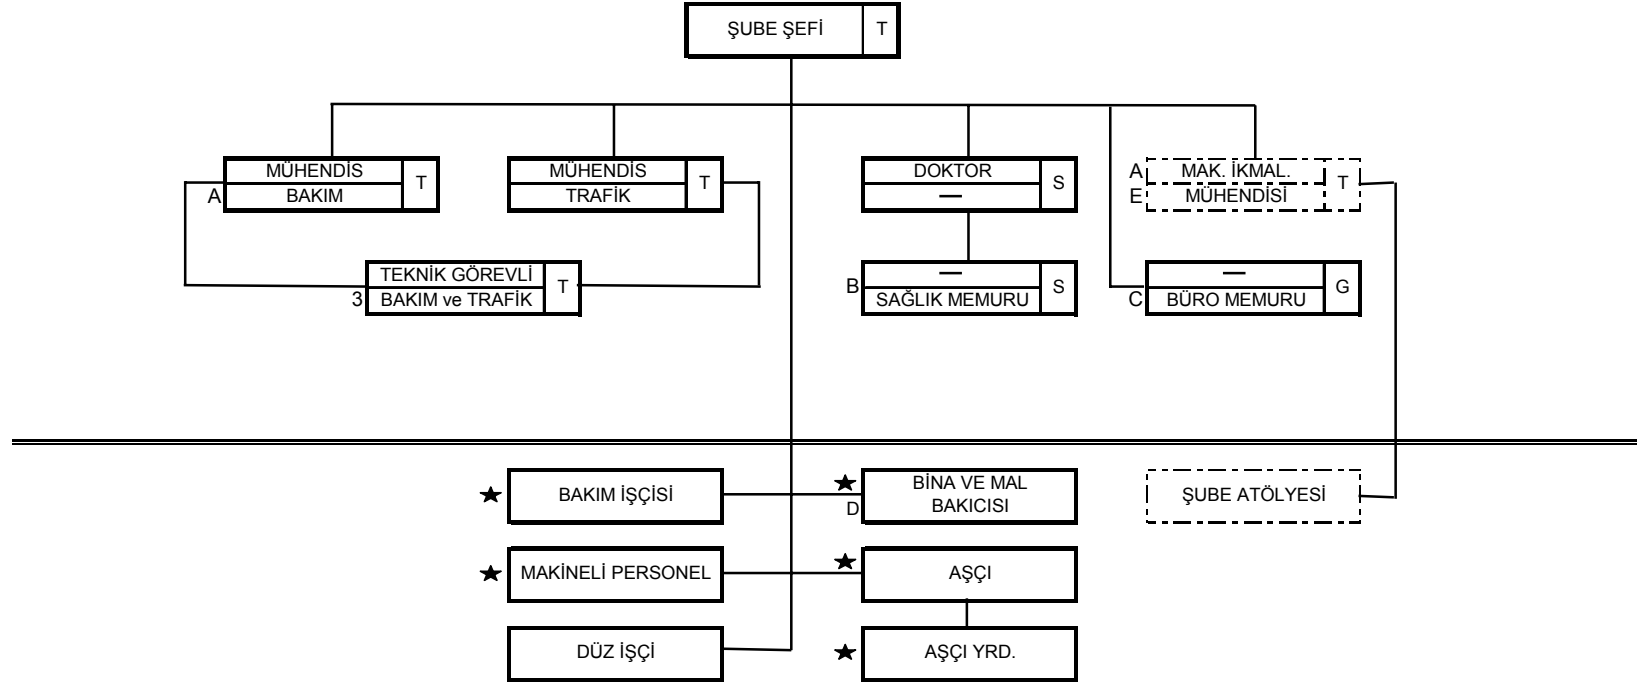 ŞUBE ŞEFİ T
MÜHENDİS
A BAKIM T
MÜHENDİS
TRAFİK T
DOKTOR
— S
A MAK. İKMAL.
E MÜHENDİSİ T
TEKNİK GÖREVLİ
3 BAKIM ve TRAFİK T
—
B SAĞLIK MEMURU S
—
C BÜRO MEMURU G
★ BAKIM İŞÇİSİ
★ BİNA VE MAL
D BAKICISI
ŞUBE ATÖLYESİ
★ MAKİNELİ PERSONEL
★ AŞÇI
DÜZ İŞÇİ
★ AŞÇI YRD.